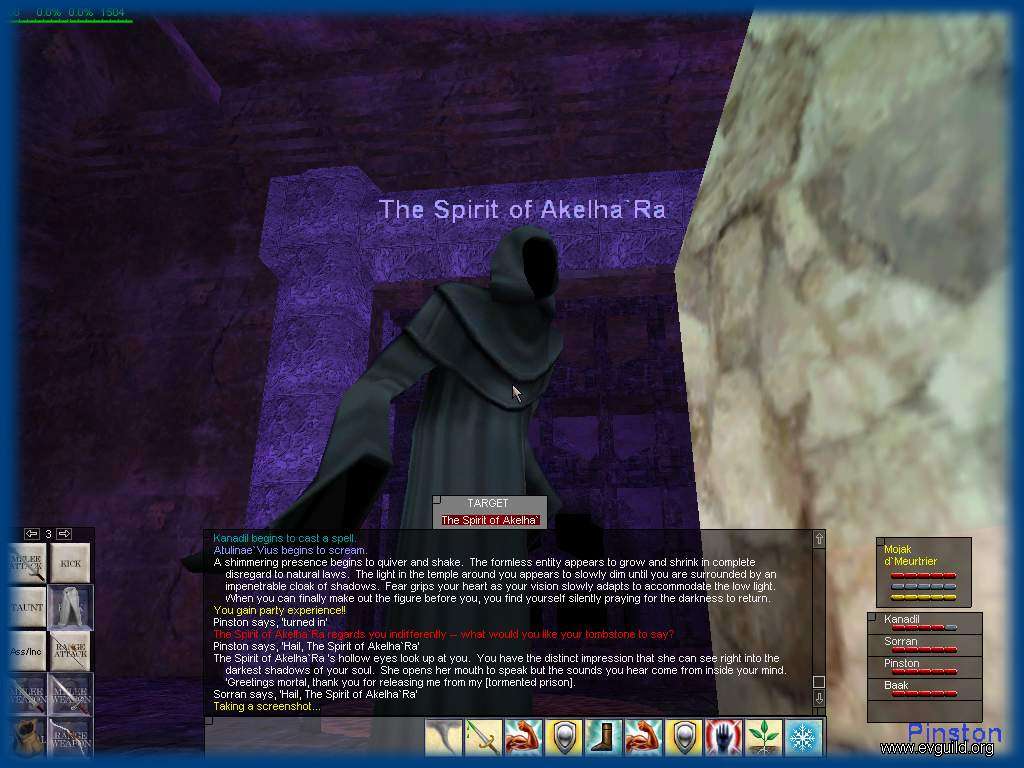 0.0% 0.0% 1504
The Spirit of Akelha`Ra
TARGET
The Spirit of Akelha`
Kanadil begins to cast a spell.
Atulinae`Vius begins to scream.
A shimmering presence begins to quiver and shake. The formless entity appears to grow and shrink in complete
disregard to natural laws. The light in the temple around you appears to slowly dim until you are surrounded by an
impenetrable cloak of shadows. Fear grips your heart as your vision slowly adapts to accommodate the low light.
When you can finally make out the figure before you, you find yourself silently praying for the darkness to return.
You gain party experience!!
Pinston says, 'turned in'
The Spirit of Akelha`Ra regards you indifferently -- what would you like your tombstone to say?
Pinston says, 'Hail, The Spirit of Akelha`Ra'
The Spirit of Akelha`Ra 's hollow eyes look up at you. You have the distinct impression that she can see right into the
darkest shadows of your soul. She opens her mouth to speak but the sounds you hear come from inside your mind.
'Greetings mortal, thank you for releasing me from my [tormented prison].
Sorran says, 'Hail, The Spirit of Akelha`Ra'
Taking a screenshot...
3
MELEE
ATTACK
KICK
TAUNT
Ass/Inc
RANGE
ATTACK
MELEE
WEAPON
MELEE
WEAPON
RANGE
WEAPON
Mojak
d`Meurtrier
Kanadil
Sorran
Pinston
Baak
Pinston
www.evguild.org